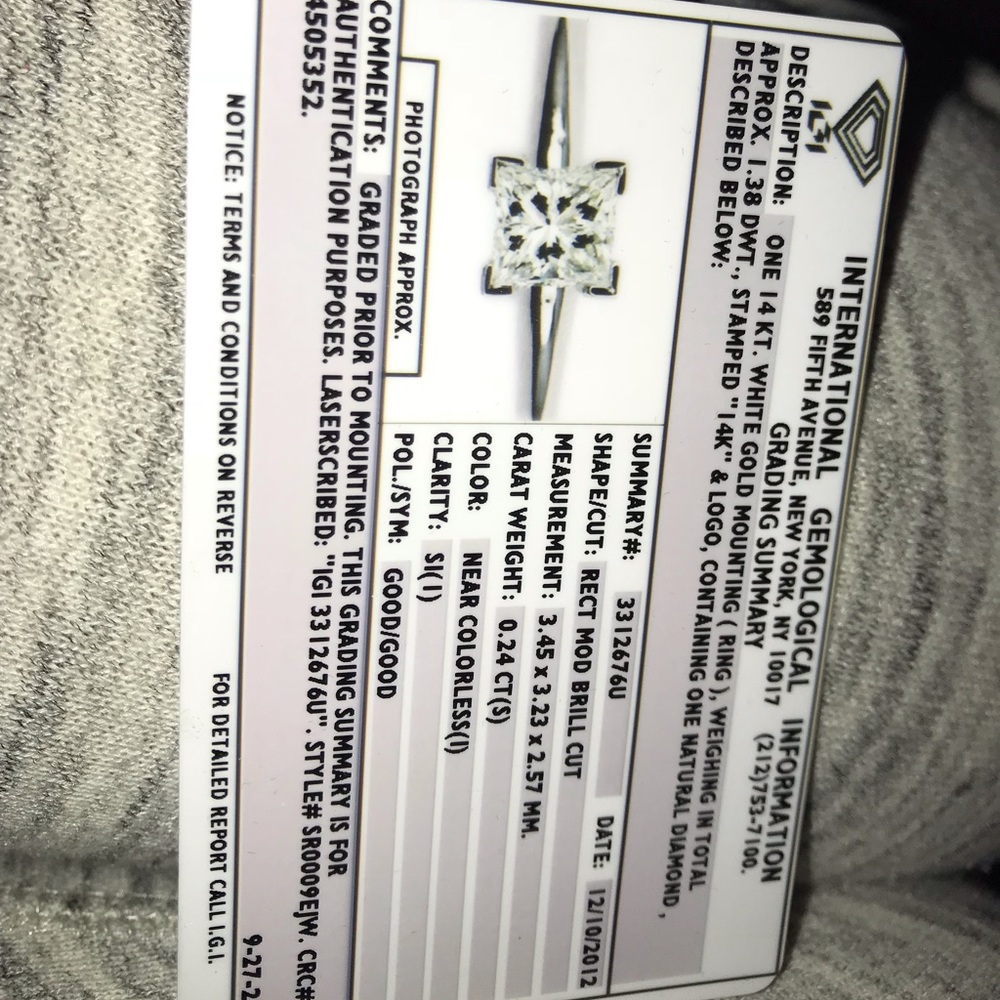 INTERNATIONAL GEMOLOGICAL INFORMATION
589 FIFTH AVENUE, NEW YORK, NY 10017 (212)753-7100.
GRADING SUMMARY
DESCRIPTION: ONE 14 KT. WHITE GOLD MOUNTING ( RING ), WEIGHING IN TOTAL
APPROX. 1.38 DWT., STAMPED "14K" & LOGO, CONTAINING ONE NATURAL DIAMOND ,
DESCRIBED BELOW:
SUMMARY#: 3312676U DATE: 12/10/2012
SHAPE/CUT: RECT MOD BRILL CUT
MEASUREMENT: 3.45 x 3.23 x 2.57 MM.
CARAT WEIGHT: 0.24 CT(S)
COLOR: NEAR COLORLESS(I)
CLARITY: SI(1)
POL./SYM: GOOD/GOOD
PHOTOGRAPH APPROX.
COMMENTS: GRADED PRIOR TO MOUNTING. THIS GRADING SUMMARY IS FOR
AUTHENTICATION PURPOSES. LASERSCRIBED: "IGI 3312676U". STYLE# SR0009EJW. CRC#
4505352.
9-27-2
NOTICE: TERMS AND CONDITIONS ON REVERSE FOR DETAILED REPORT CALL I.G.I.